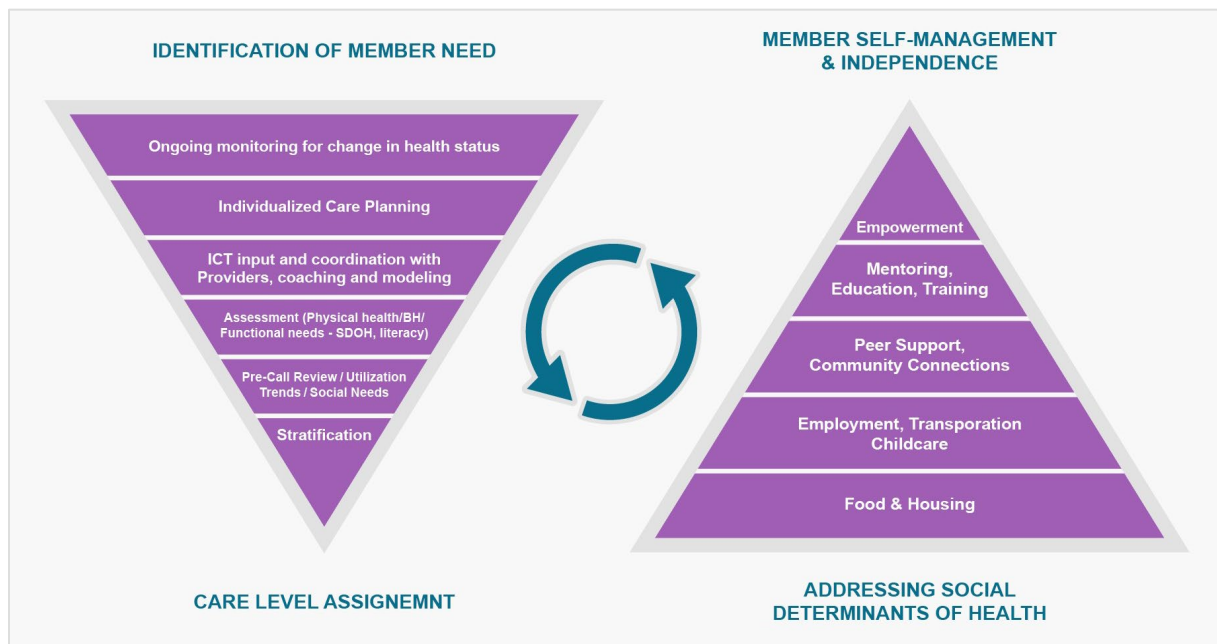 IDENTIFICATION OF MEMBER NEED
Ongoing monitoring for change in health status
Individualized Care Planning
ICT input and coordination with
Providers, coaching and modeling
Assessment (Physical health/BH/
Functional needs - SDOH, literacy)
Pre-Call Review / Utilization
Trends / Social Needs
Stratification
CARE LEVEL ASSIGNEMNT
MEMBER SELF-MANAGEMENT
& INDEPENDENCE
Empowerment
Mentoring,
Education, Training
Peer Support,
Community Connections
Employment, Transporation
Childcare
Food & Housing
ADDRESSING SOCIAL
DETERMINANTS OF HEALTH